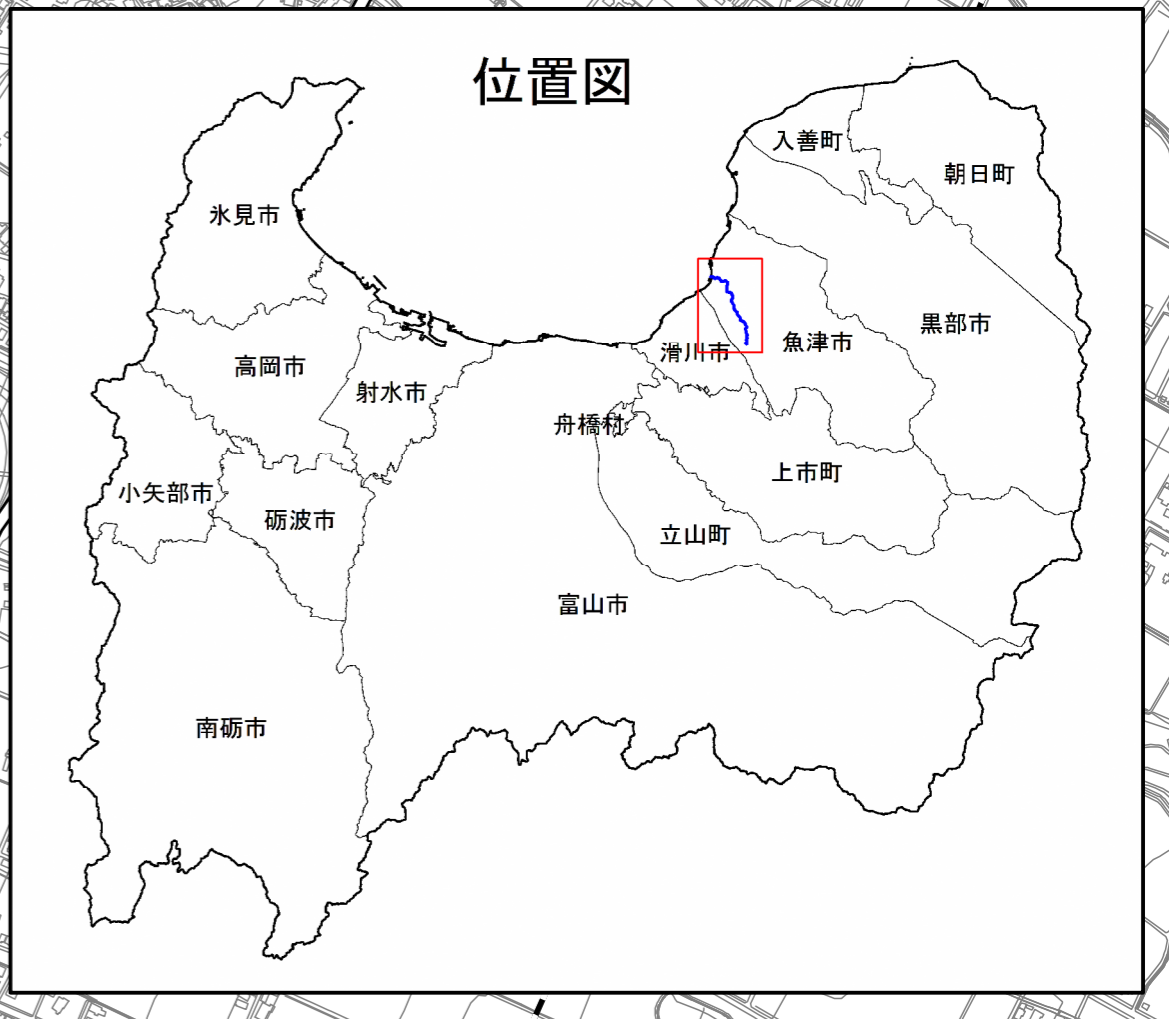 位置図
入善町
朝日町
氷見市
黒部市
魚津市
滑川市
高岡市
射水市
舟橋村
上市町
小矢部市
砺波市
立山町
富山市
南砺市